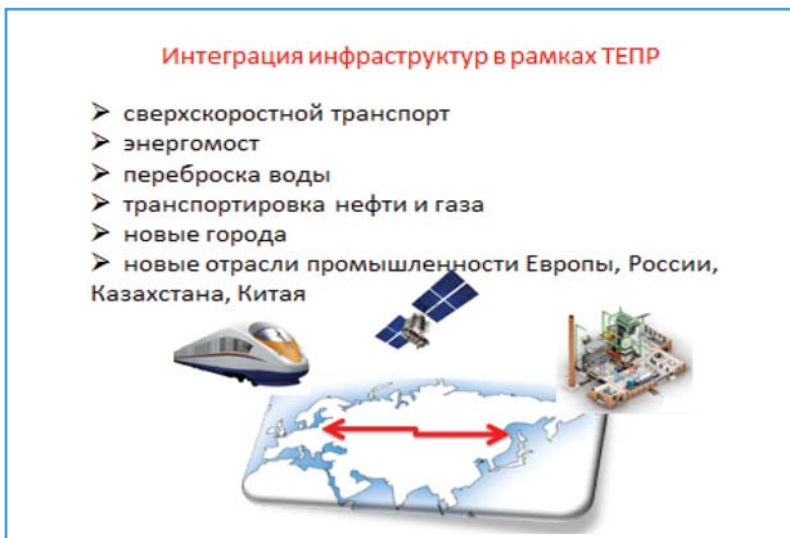 Интеграция инфраструктур в рамках ТЕПР
➢ сверхскоростной транспорт
➢ энергомост
➢ переброска воды
➢ транспортировка нефти и газа
➢ новые города
➢ новые отрасли промышленности Европы, России,
Казахстана, Китая